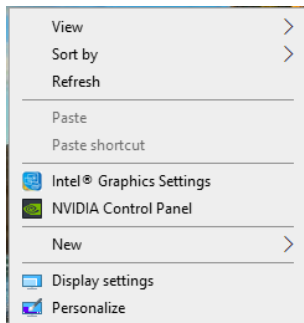 View
Sort by
Refresh
Paste
Paste shortcut
Intel® Graphics Settings
NVIDIA Control Panel
New
Display settings
Personalize